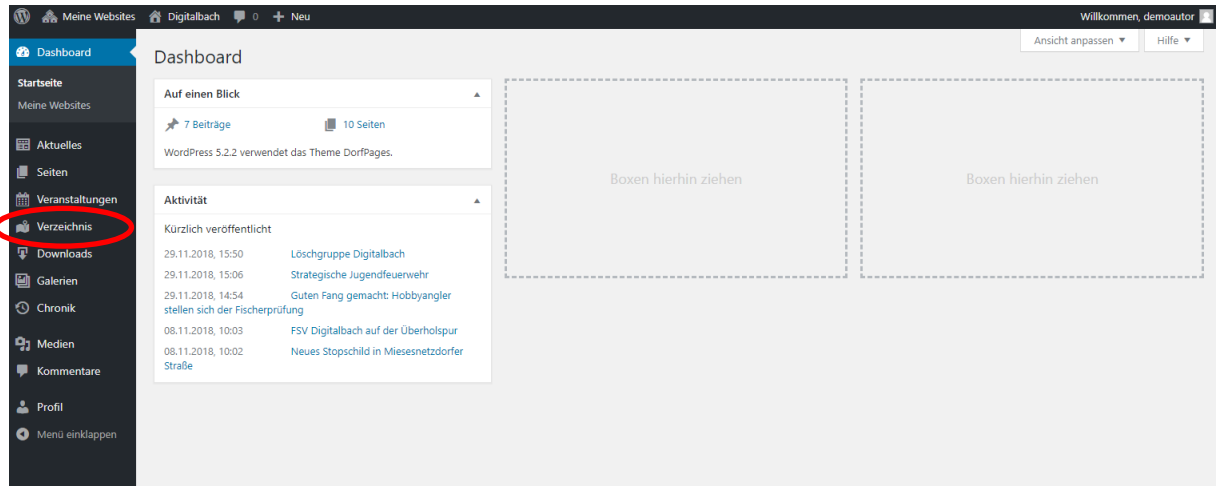 Meine Websites Digitalbach 0 + Neu Willkommen, demoautor
Ansicht anpassen ▼ Hilfe ▼
Dashboard
Startseite
Meine Websites
Aktuelles
Seiten
Veranstaltungen
Verzeichnis
Downloads
Galerien
Chronik
Medien
Kommentare
Profil
Menü einklappen
Dashboard
Auf einen Blick
7 Beiträge 10 Seiten
WordPress 5.2.2 verwendet das Theme DorfPages.
Aktivität
Kürzlich veröffentlicht
29.11.2018, 15:50 Löschgruppe Digitalbach
29.11.2018, 15:06 Strategische Jugendfeuerwehr
29.11.2018, 14:54 Guten Fang gemacht: Hobbyangler
stellen sich der Fischerprüfung
08.11.2018, 10:03 FSV Digitalbach auf der Überholspur
08.11.2018, 10:02 Neues Stopschild in Miesesnetzdorfer
Straße
Boxen hierhin ziehen
Boxen hierhin ziehen